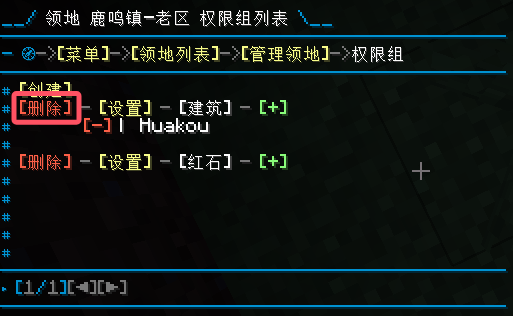 __/ 领地 鹿鸣镇-老区 权限组列表 \__
— ->[菜单]->[领地列表]->[管理领地]->权限组
# [创建]
# [删除] - [设置] - [建筑] - [+]
# [-] | Huakou
#
# [删除] - [设置] - [红石] - [+]
#
#
#
#
[1/1][◀][▶]